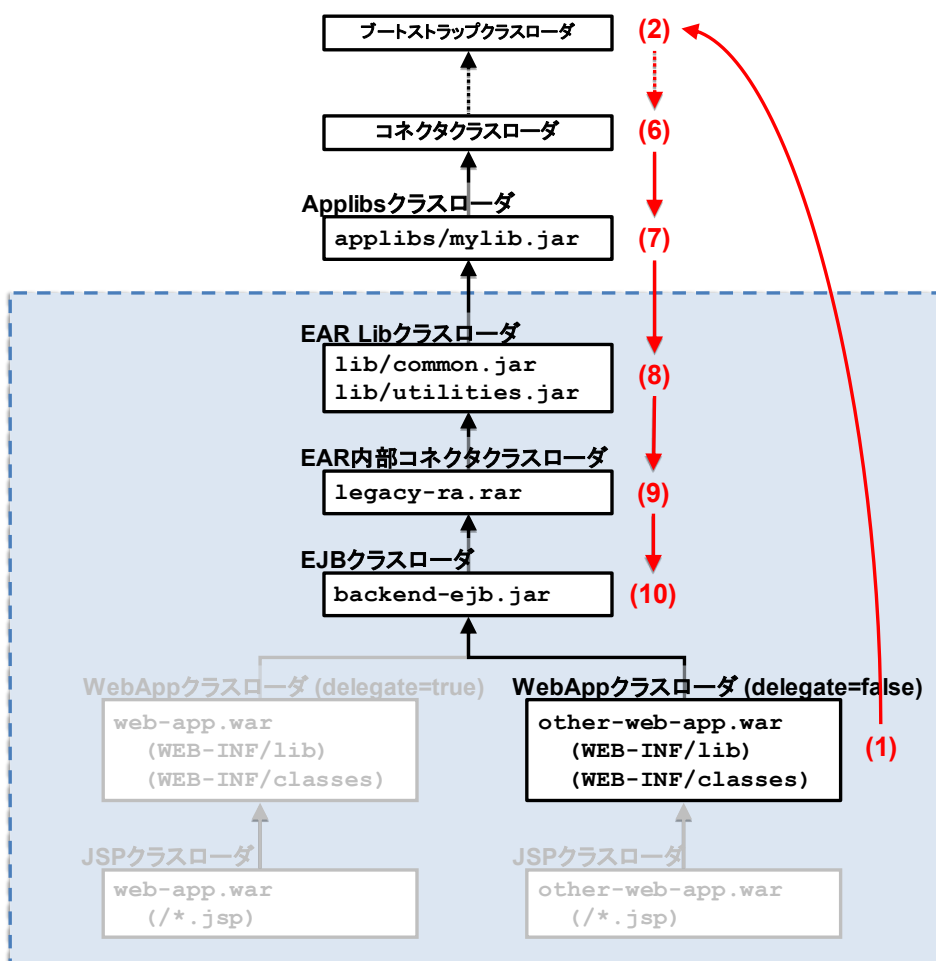 ブートストラップクラスローダ
(2)
コネクタクラスローダ
(6)
Applibsクラスローダ
applibs/mylib.jar
(7)
EAR Libクラスローダ
lib/common.jar
lib/utilities.jar
(8)
EAR内部コネクタクラスローダ
legacy-ra.rar
(9)
EJBクラスローダ
backend-ejb.jar
(10)
WebAppクラスローダ (delegate=true)
web-app.war
(WEB-INF/lib)
(WEB-INF/classes)
WebAppクラスローダ (delegate=false)
other-web-app.war
(WEB-INF/lib)
(WEB-INF/classes)
(1)
JSPクラスローダ
web-app.war
(/*.jsp)
JSPクラスローダ
other-web-app.war
(/*.jsp)